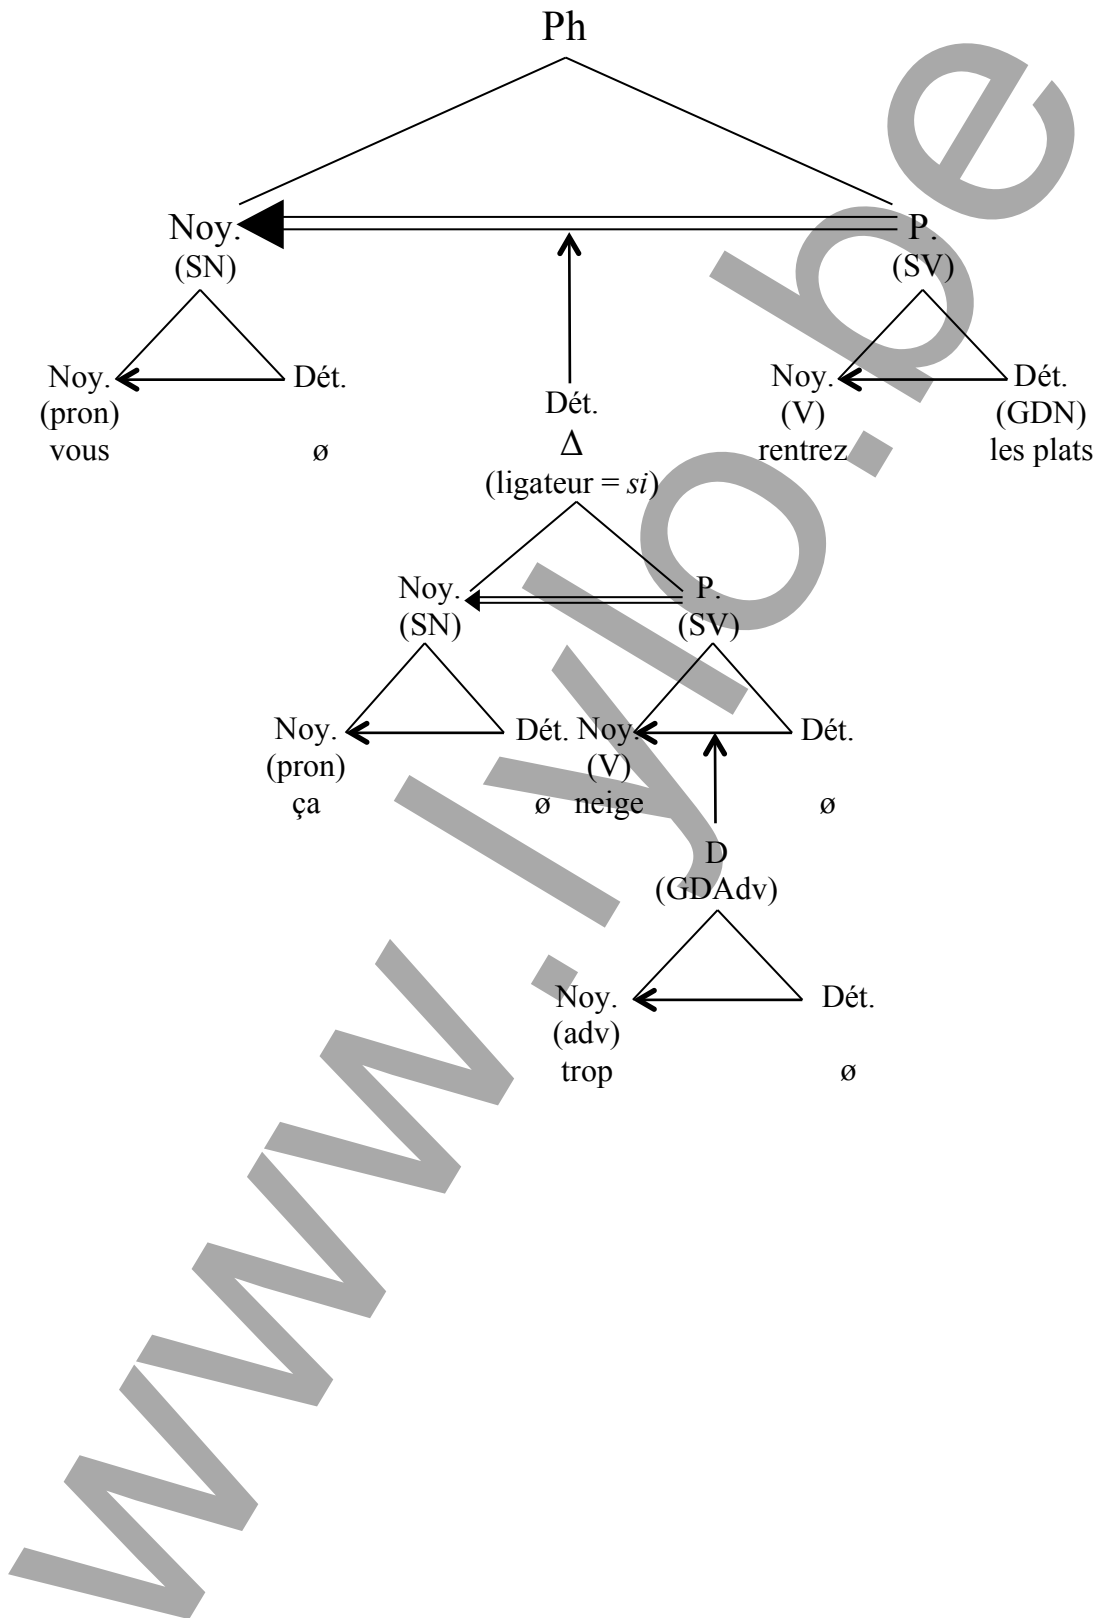 Ph
Noy. P.
(SN) (SV)
Noy. Dét. Noy. Dét.
(pron) (V) (GDN)
vous ø rentrez les plats
Dét.
Δ
(ligateur = si)
Noy. P.
(SN) (SV)
Noy. Dét. Noy. Dét.
(pron) (V)
ça ø neige ø
D
(GDAdv)
Noy. Dét.
(adv)
trop ø
www.lylo.be